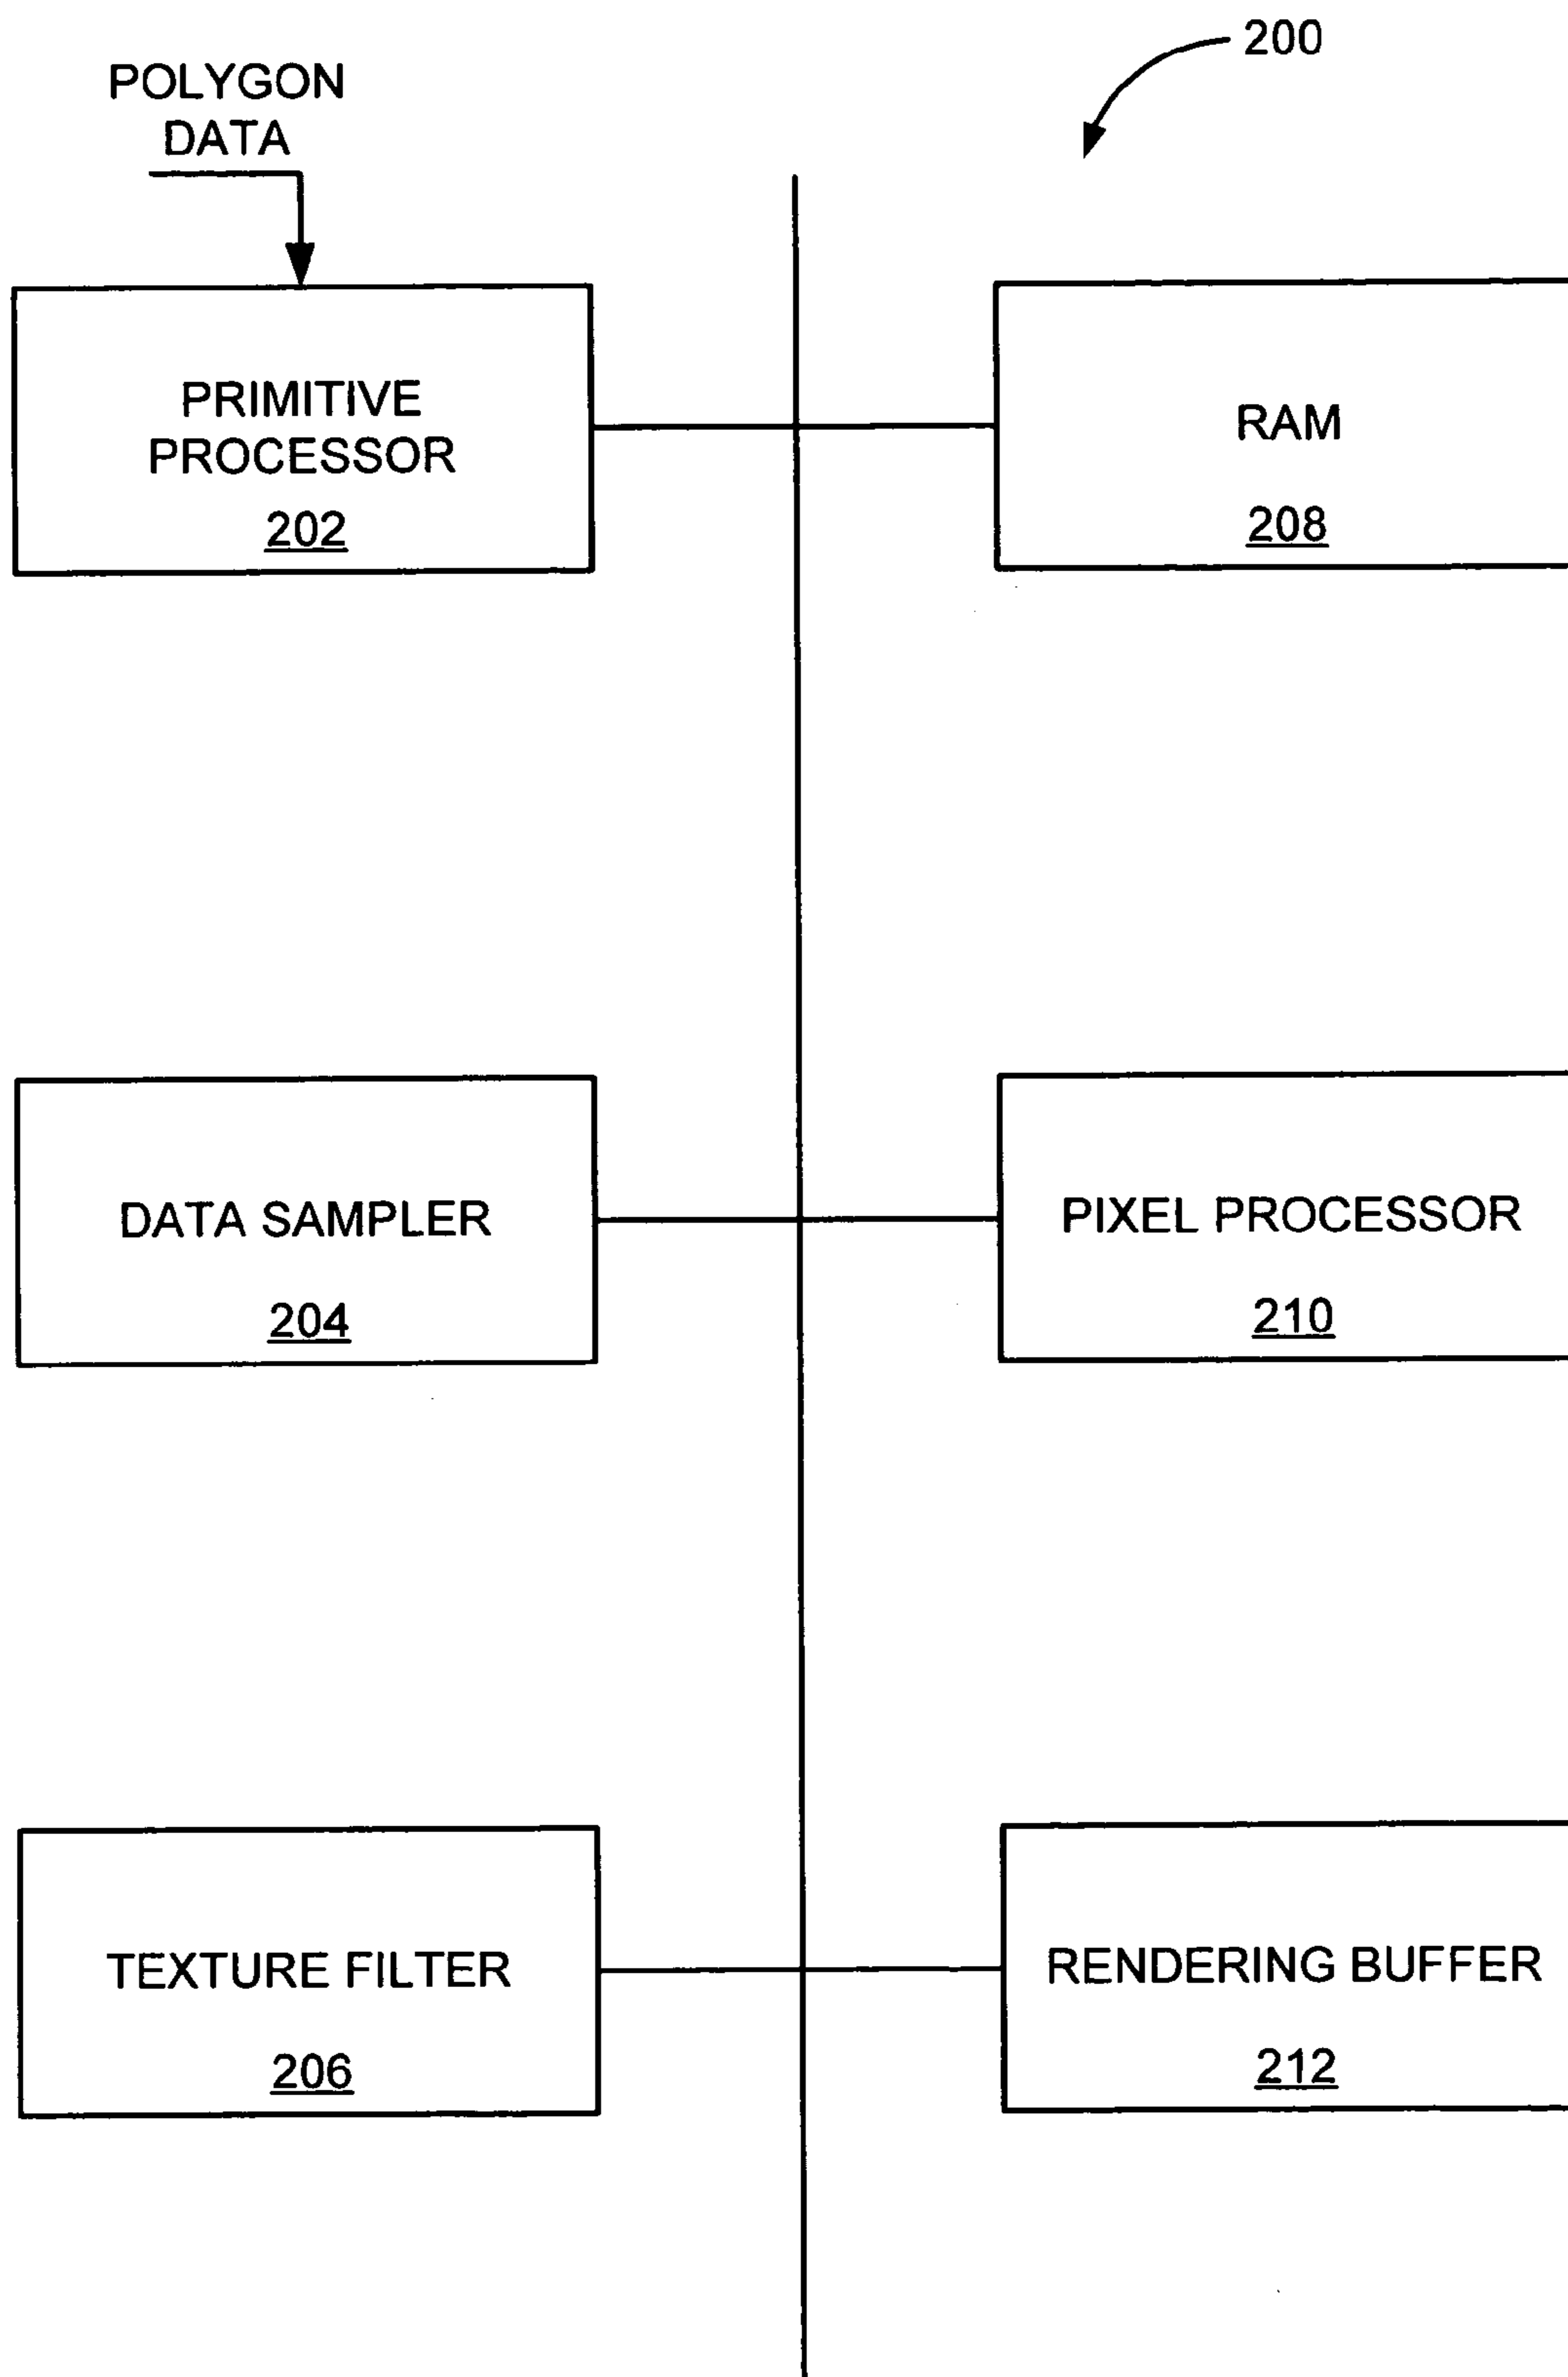 200
POLYGON
DATA
PRIMITIVE
PROCESSOR
202
RAM
208
DATA SAMPLER
204
PIXEL PROCESSOR
210
TEXTURE FILTER
206
RENDERING BUFFER
212